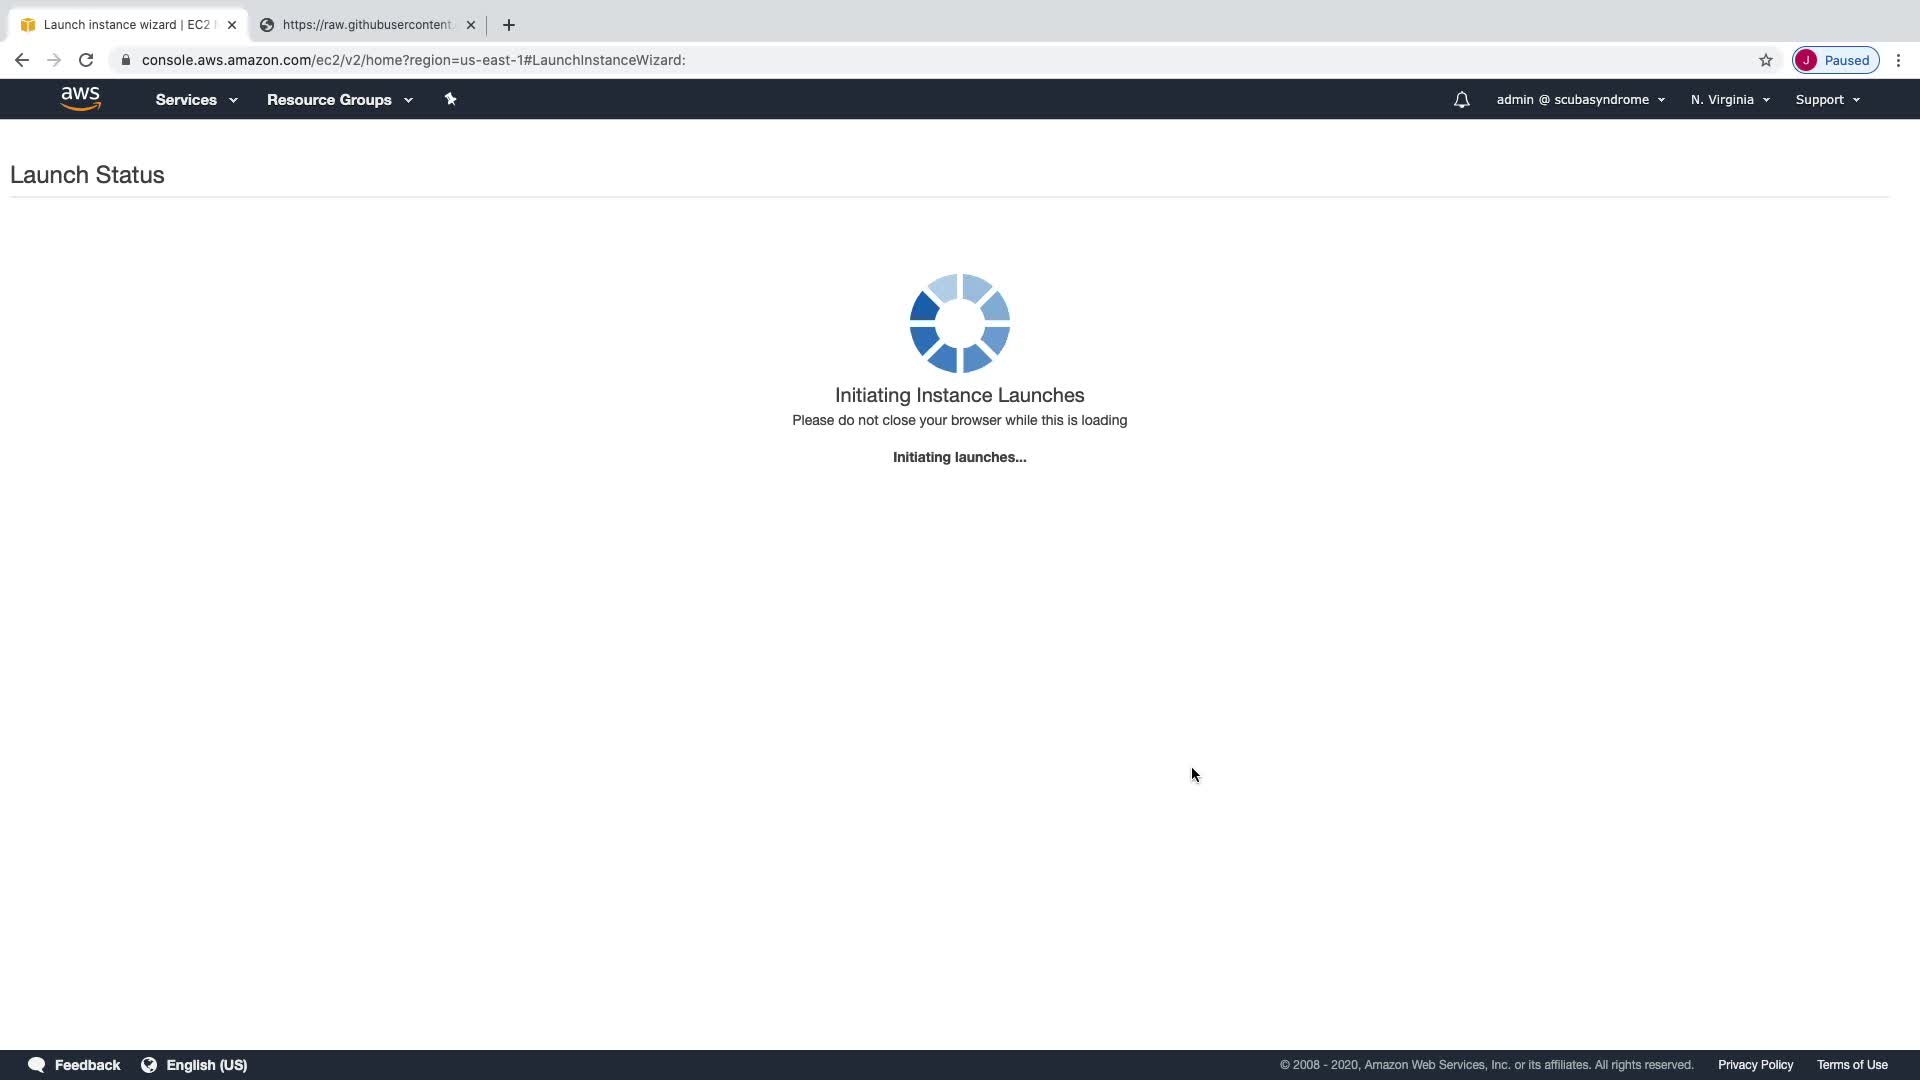 Launch instance wizard | EC2
https://raw.githubusercontent.
console.aws.amazon.com/ec2/v2/home?region=us-east-1#LaunchInstanceWizard:
J Paused
aws Services Resource Groups admin @ scubasyndrome N. Virginia Support
Launch Status
Initiating Instance Launches
Please do not close your browser while this is loading
Initiating launches...
Feedback English (US) © 2008 - 2020, Amazon Web Services, Inc. or its affiliates. All rights reserved. Privacy Policy Terms of Use